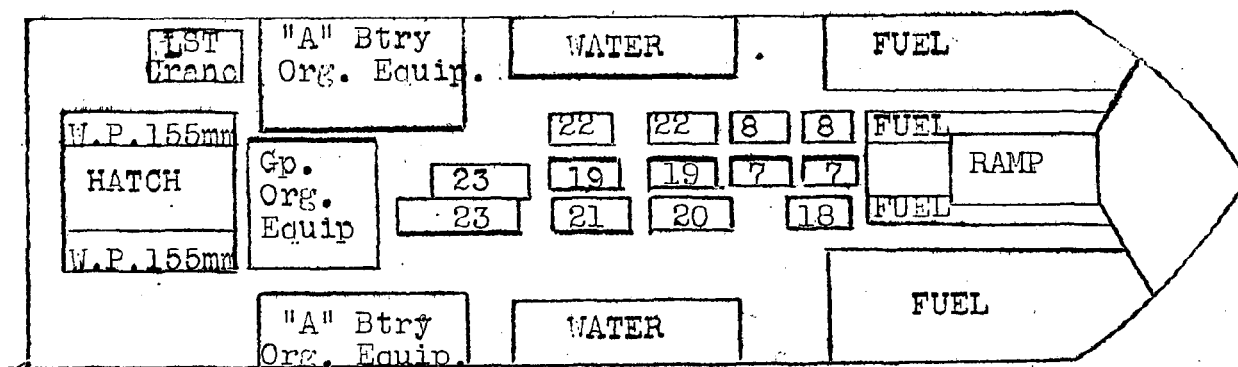 LST
Crane
"A" Btry
Org. Equip.
WATER
FUEL
W.P.155mm
HATCH
W.P.155mm
Gp.
Org.
Equip
22 22 8 8
23 19 19 7 7
23 21 20 18
FUEL
RAMP
FUEL
"A" Btry
Org. Equip.
WATER
FUEL